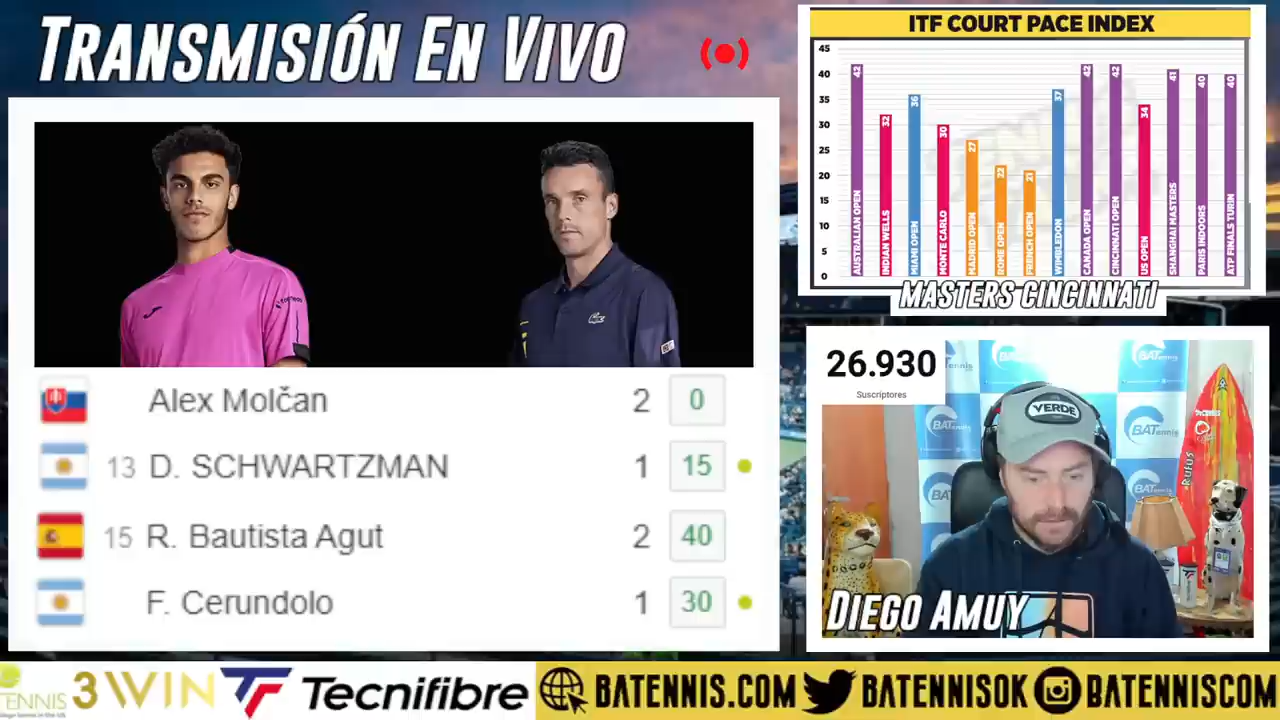 TRANSMISIÓN EN VIVO
Alex Molčan 2 0
13 D. SCHWARTZMAN 1 15
15 R. Bautista Agut 2 40
F. Cerundolo 1 30
ITF COURT PACE INDEX
45
40
35
30
25
20
15
10
5
0
AUSTRALIAN OPEN 42
INDIAN WELLS 32
MIAMI OPEN 36
MONTE CARLO 30
MADRID OPEN 27
ROME OPEN 22
FRENCH OPEN 21
WIMBLEDON 37
CANADA OPEN 42
CINCINNATI OPEN 42
US OPEN 34
SHANGHAI MASTERS 41
PARIS INDOORS 40
ATP FINALS TURIN 40
MASTERS CINCINNATI
26.930
Suscriptores
VERDE
BATennis
BATennis
RUFUS
DIEGO AMUY
TENNIS 3WIN Tecnifibre BATENNIS.COM BATENNISOK BATENNISCOM